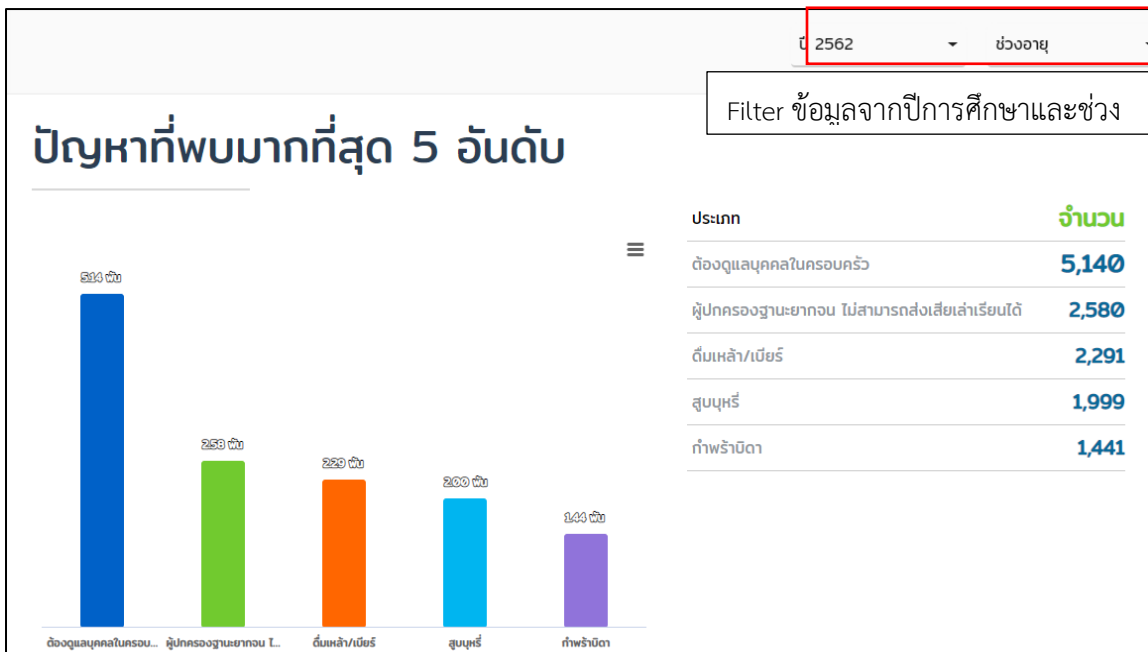 ปี 2562 ช่วงอายุ
Filter ข้อมูลจากปีการศึกษาและช่วง
ปัญหาที่พบมากที่สุด 5 อันดับ
ประเภท จำนวน
ต้องดูแลบุคคลในครอบครัว 5,140
ผู้ปกครองฐานะยากจน ไม่สามารถส่งเสียเล่าเรียนได้ 2,580
ดื่มเหล้า/เบียร์ 2,291
สูบบุหรี่ 1,999
กำพร้าบิดา 1,441
5.14 พัน
2.58 พัน
2.29 พัน
2.00 พัน
1.44 พัน
ต้องดูแลบุคคลในครอบ... ผู้ปกครองฐานะยากจน ไ... ดื่มเหล้า/เบียร์ สูบบุหรี่ กำพร้าบิดา